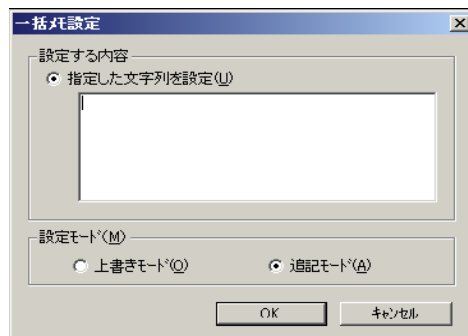 一括ﾒﾓ設定
設定する内容
指定した文字列を設定(U)
設定ﾓｰﾄﾞ(M)
上書きﾓｰﾄﾞ(O)
追記ﾓｰﾄﾞ(A)
OK
ｷｬﾝｾﾙ